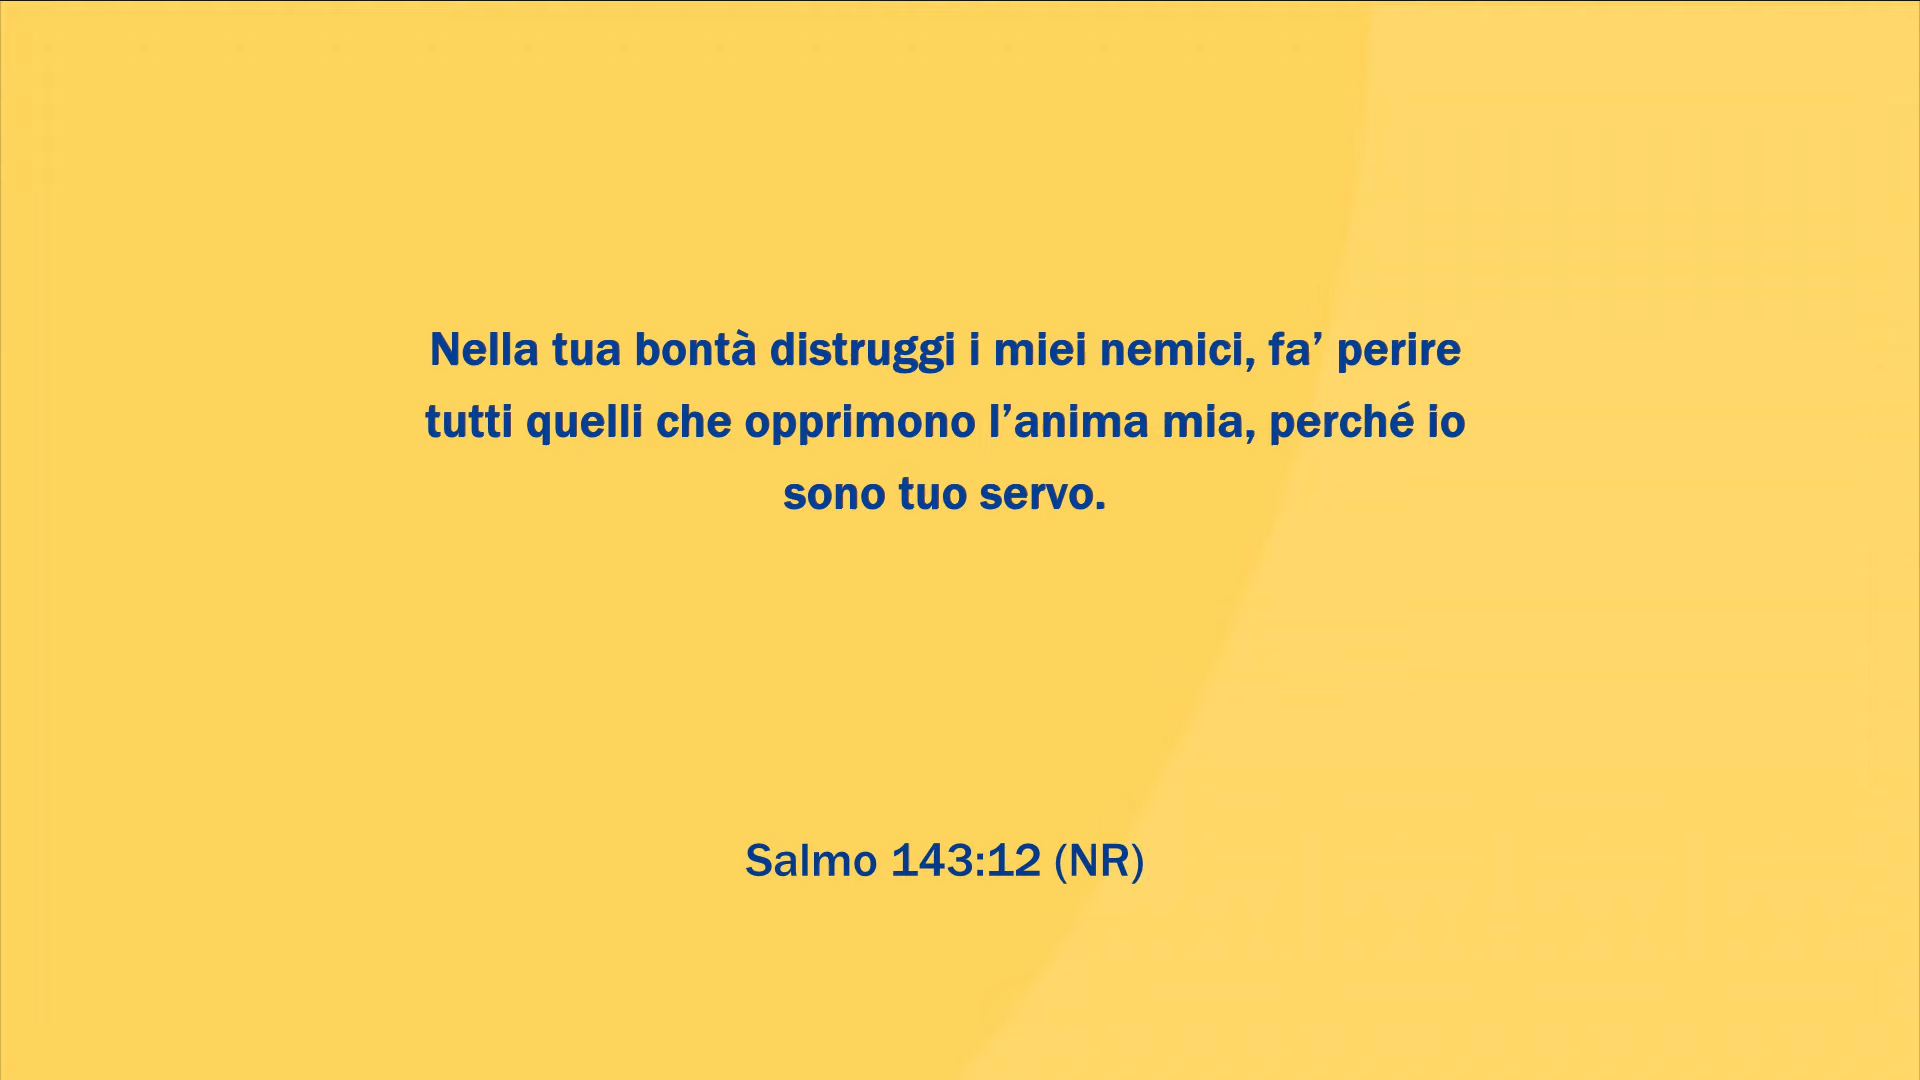 Nella tua bontà distruggi i miei nemici, fa’ perire
tutti quelli che opprimono l’anima mia, perché io
sono tuo servo.
Salmo 143:12 (NR)